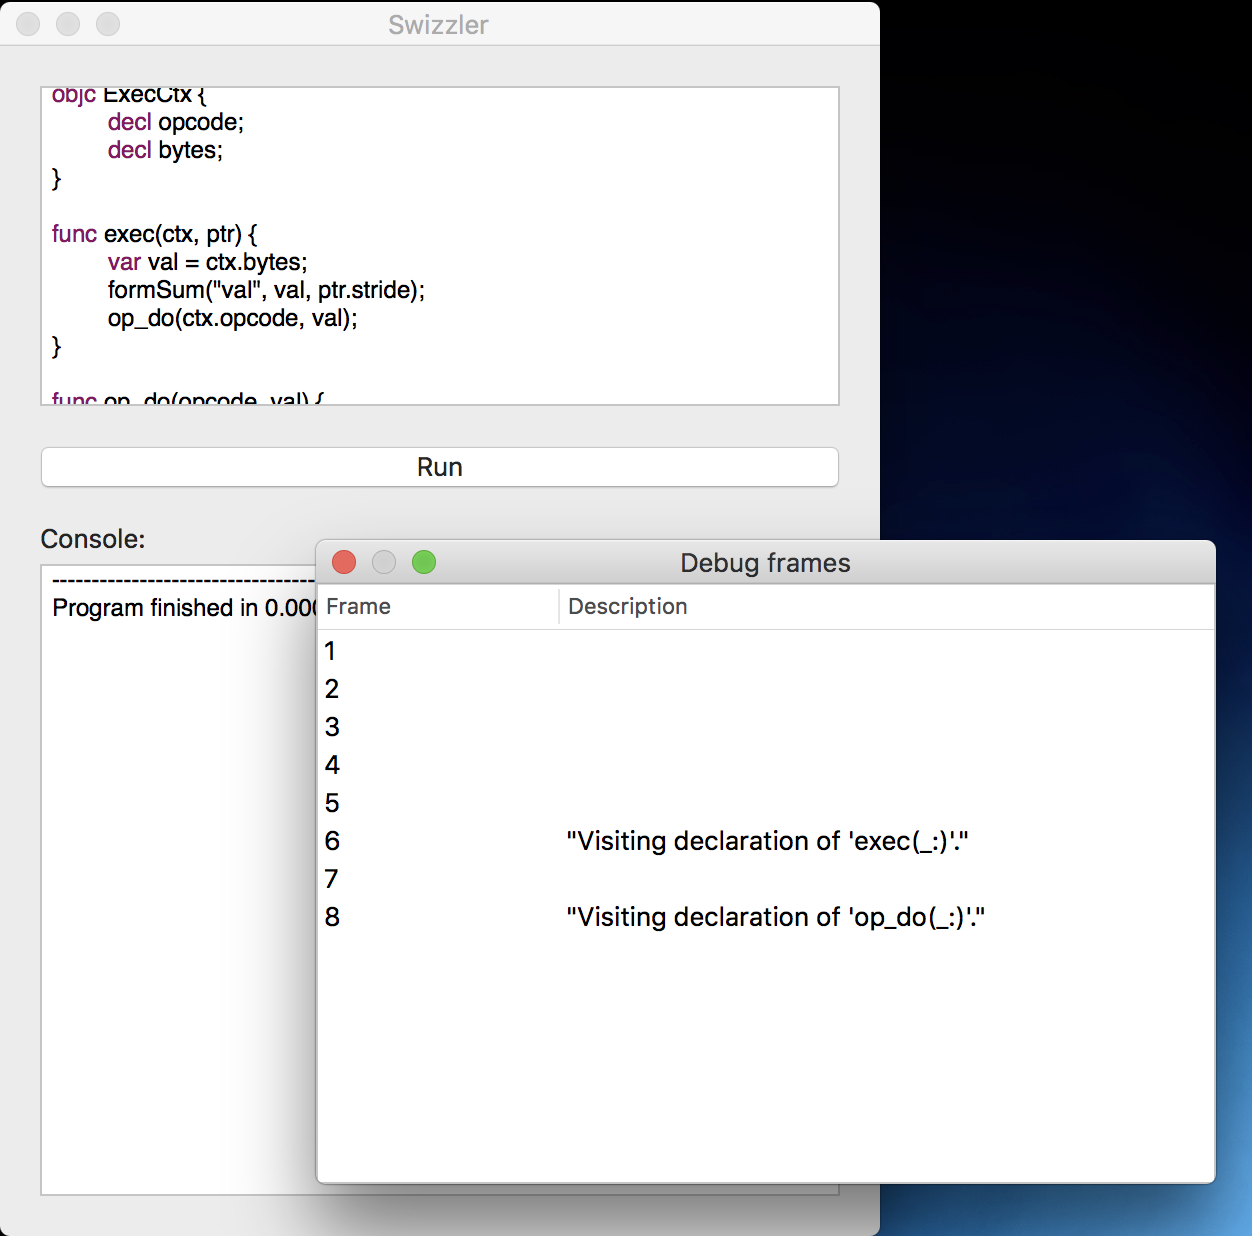 Swizzler
objc ExecCtx {
decl opcode;
decl bytes;
}
func exec(ctx, ptr) {
var val = ctx.bytes;
formSum("val", val, ptr.stride);
op_do(ctx.opcode, val);
}
func op_do(opcode, val) {
Run
Console:
---------------------------------
Program finished in 0.000
Debug frames
Frame Description
1
2
3
4
5
6 "Visiting declaration of 'exec(_:)'."
7
8 "Visiting declaration of 'op_do(_:)'."